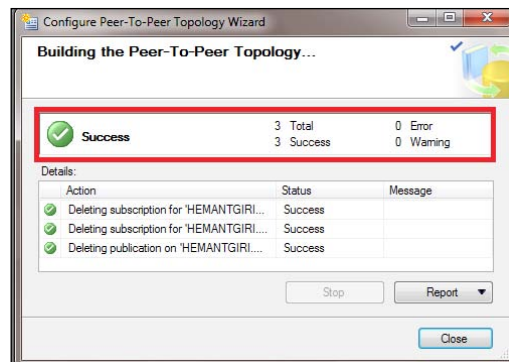 Configure Peer-To-Peer Topology Wizard
Building the Peer-To-Peer Topology...
Success
3 Total
0 Error
3 Success
0 Warning
Details:
Action Status Message
Deleting subscription for 'HEMANTGIRI... Success
Deleting subscription for 'HEMANTGIRI... Success
Deleting publication on 'HEMANTGIRI.... Success
Stop Report
Close